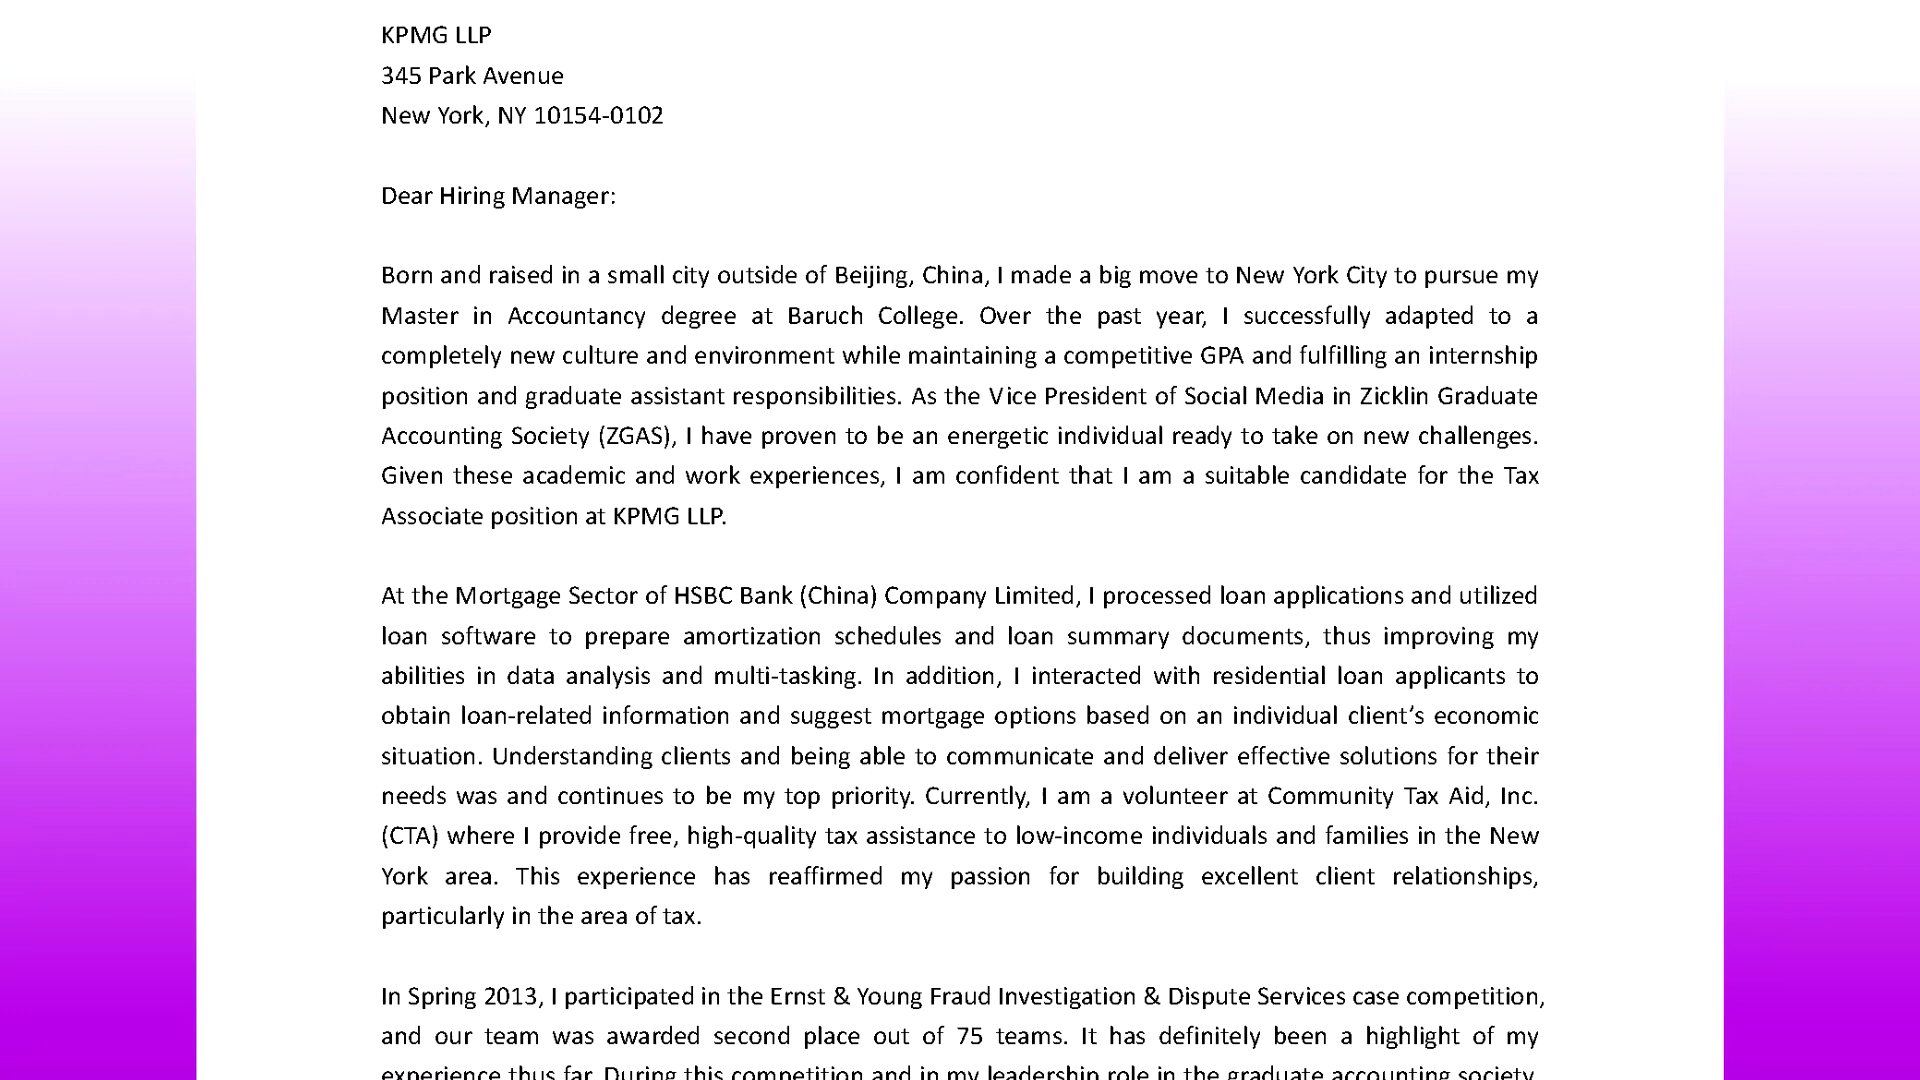 KPMG LLP
345 Park Avenue
New York, NY 10154-0102
Dear Hiring Manager:
Born and raised in a small city outside of Beijing, China, I made a big move to New York City to pursue my
Master in Accountancy degree at Baruch College. Over the past year, I successfully adapted to a
completely new culture and environment while maintaining a competitive GPA and fulfilling an internship
position and graduate assistant responsibilities. As the Vice President of Social Media in Zicklin Graduate
Accounting Society (ZGAS), I have proven to be an energetic individual ready to take on new challenges.
Given these academic and work experiences, I am confident that I am a suitable candidate for the Tax
Associate position at KPMG LLP.
At the Mortgage Sector of HSBC Bank (China) Company Limited, I processed loan applications and utilized
loan software to prepare amortization schedules and loan summary documents, thus improving my
abilities in data analysis and multi-tasking. In addition, I interacted with residential loan applicants to
obtain loan-related information and suggest mortgage options based on an individual client’s economic
situation. Understanding clients and being able to communicate and deliver effective solutions for their
needs was and continues to be my top priority. Currently, I am a volunteer at Community Tax Aid, Inc.
(CTA) where I provide free, high-quality tax assistance to low-income individuals and families in the New
York area. This experience has reaffirmed my passion for building excellent client relationships,
particularly in the area of tax.
In Spring 2013, I participated in the Ernst & Young Fraud Investigation & Dispute Services case competition,
and our team was awarded second place out of 75 teams. It has definitely been a highlight of my
experience thus far. During this competition and in my leadership role in the graduate accounting society,